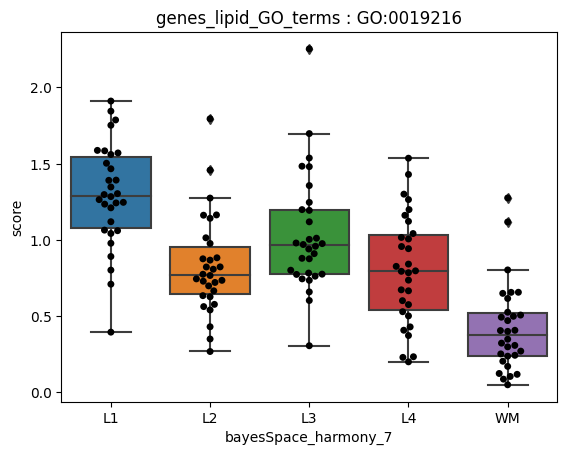 genes_lipid_GO_terms : GO:0019216
score
2.0
1.5
1.0
0.5
0.0
L1 L2 L3 L4 WM
bayesSpace_harmony_7